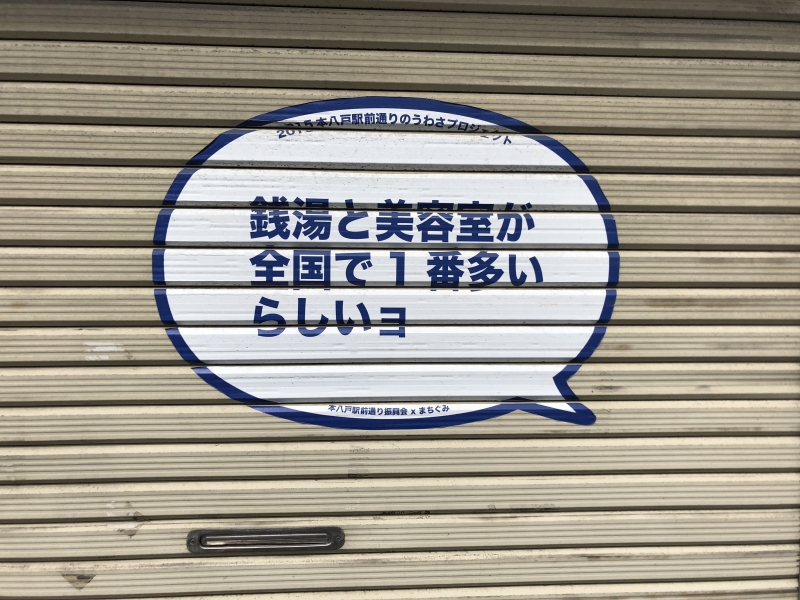 2015 本八戸駅前通りのうわさプロジェクト
銭湯と美容室が
全国で1番多い
らしいヨ
本八戸駅前通り振興会 x まちぐみ